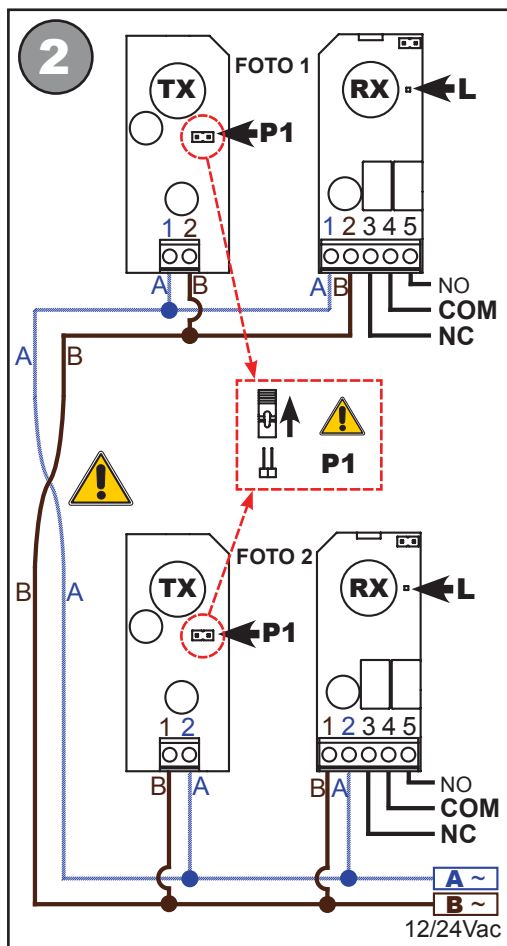 2
FOTO 1
TX
RX
L
P1
1 2
1 2 3 4 5
A B
A B
NO
COM
NC
A B
P1
B A
FOTO 2
TX
RX
L
P1
1 2
1 2 3 4 5
B A
B A
NO
COM
NC
A ~
B ~
12/24Vac